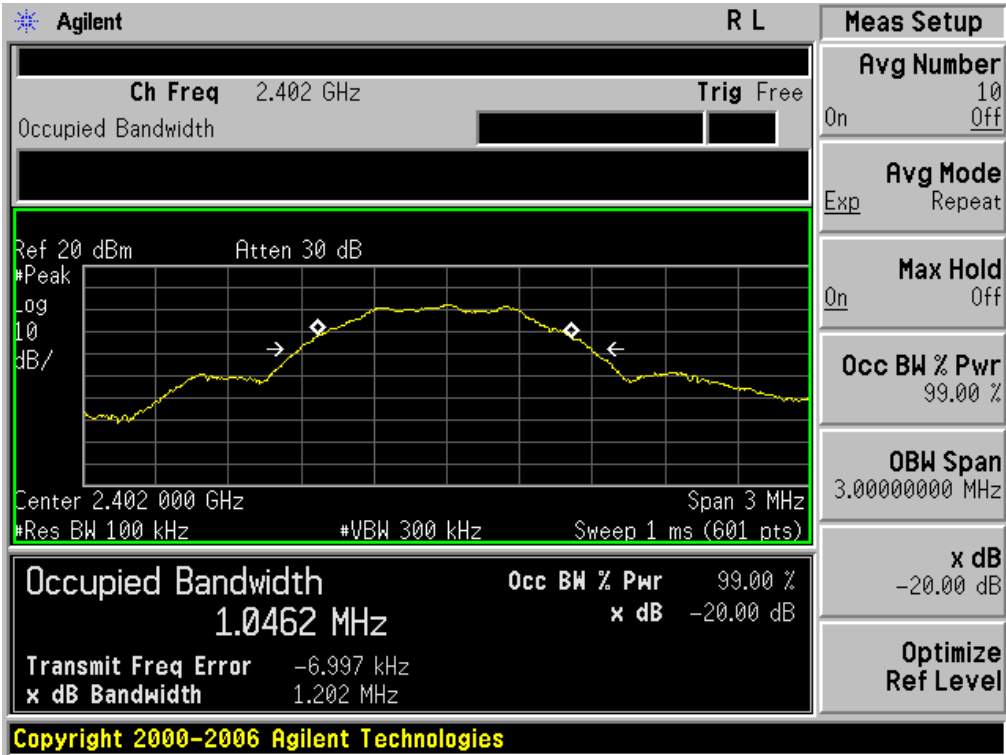 Agilent R L Meas Setup
Ch Freq 2.402 GHz Trig Free
Occupied Bandwidth
Avg Number
10
On Off
Avg Mode
Exp Repeat
Max Hold
On Off
Occ BW % Pwr
99.00 %
OBW Span
3.00000000 MHz
x dB
-20.00 dB
Optimize
Ref Level
Ref 20 dBm Atten 30 dB
#Peak
Log
10
dB/
Center 2.402 000 GHz Span 3 MHz
#Res BW 100 kHz #VBW 300 kHz Sweep 1 ms (601 pts)
Occupied Bandwidth Occ BW % Pwr 99.00 %
1.0462 MHz x dB -20.00 dB
Transmit Freq Error -6.997 kHz
x dB Bandwidth 1.202 MHz
Copyright 2000-2006 Agilent Technologies